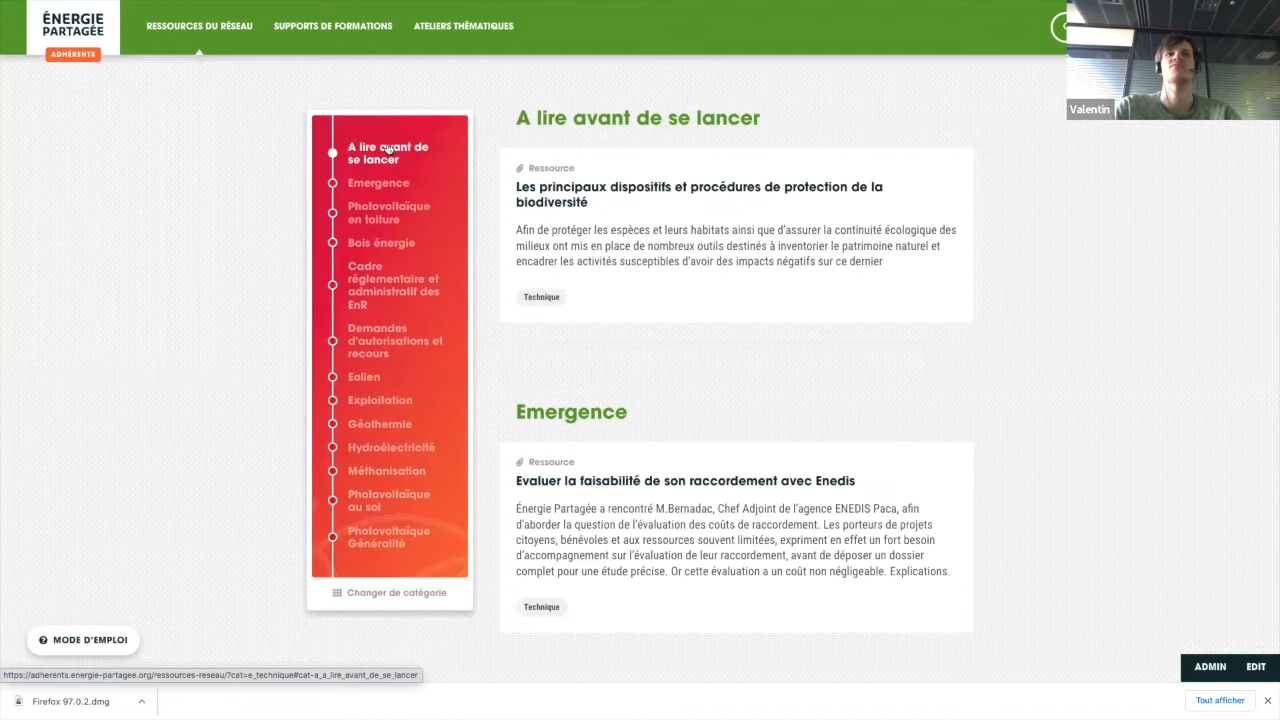 ÉNERGIE
PARTAGÉE
ADHÉRENTS
RESSOURCES DU RÉSEAU
SUPPORTS DE FORMATIONS
ATELIERS THÉMATIQUES
Valentin
A lire avant de
se lancer
Emergence
Photovoltaïque
en toiture
Bois énergie
Cadre
réglementaire et
administratif des
EnR
Demandes
d'autorisations et
recours
Eolien
Exploitation
Géothermie
Hydroélectricité
Méthanisation
Photovoltaïque
au sol
Photovoltaïque
Généralité
Changer de catégorie
A lire avant de se lancer
Ressource
Les principaux dispositifs et procédures de protection de la
biodiversité
Afin de protéger les espèces et leurs habitats ainsi que d'assurer la continuité écologique des
milieux ont mis en place de nombreux outils destinés à inventorier le patrimoine naturel et
encadrer les activités susceptibles d'avoir des impacts négatifs sur ce dernier
Technique
Emergence
Ressource
Evaluer la faisabilité de son raccordement avec Enedis
Énergie Partagée a rencontré M.Bernadac, Chef Adjoint de l'agence ENEDIS Paca, afin
d'aborder la question de l'évaluation des coûts de raccordement. Les porteurs de projets
citoyens, bénévoles et aux ressources souvent limitées, expriment en effet un fort besoin
d'accompagnement sur l'évaluation de leur raccordement, avant de déposer un dossier
complet pour une étude précise. Or cette évaluation a un coût non négligeable. Explications.
Technique
MODE D'EMPLOI
ADMIN
EDIT
https://adherents.energie-partagee.org/ressources-reseau/?cat=e_technique#cat-a_a_lire_avant_de_se_lancer
Firefox 97.0.2.dmg
Tout afficher